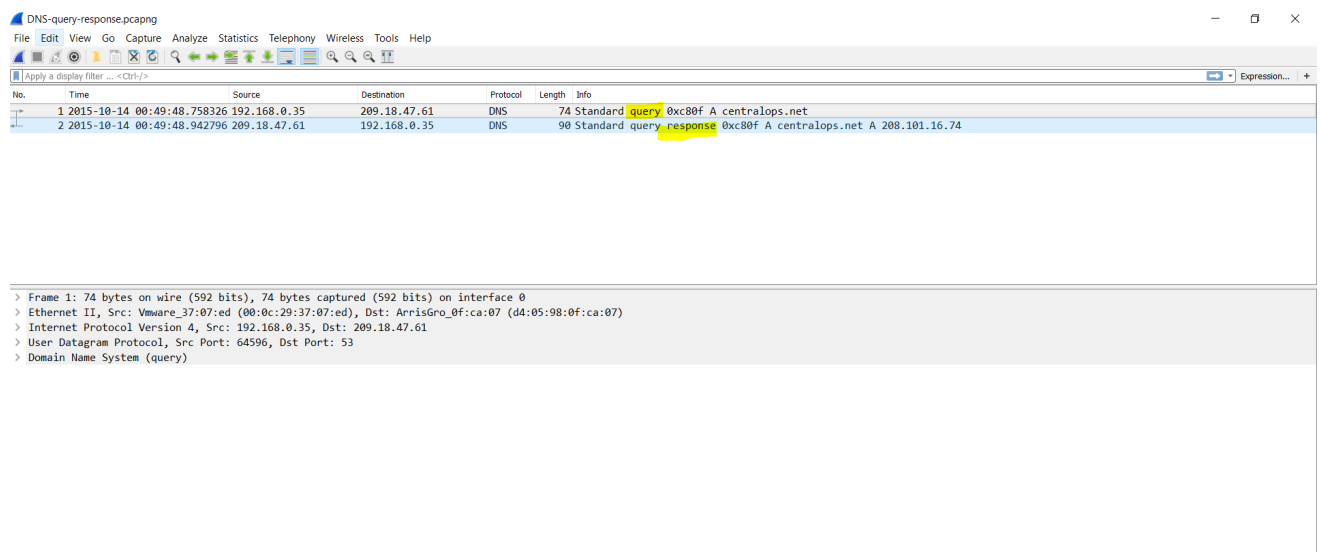 DNS-query-response.pcapng
File Edit View Go Capture Analyze Statistics Telephony Wireless Tools Help
Apply a display filter ... <Ctrl-/> Expression... +
No. Time Source Destination Protocol Length Info
1 2015-10-14 00:49:48.758326 192.168.0.35 209.18.47.61 DNS 74 Standard query 0xc80f A centralops.net
2 2015-10-14 00:49:48.942796 209.18.47.61 192.168.0.35 DNS 90 Standard query response 0xc80f A centralops.net A 208.101.16.74
> Frame 1: 74 bytes on wire (592 bits), 74 bytes captured (592 bits) on interface 0
> Ethernet II, Src: Vmware_37:07:ed (00:0c:29:37:07:ed), Dst: ArrisGro_0f:ca:07 (d4:05:98:0f:ca:07)
> Internet Protocol Version 4, Src: 192.168.0.35, Dst: 209.18.47.61
> User Datagram Protocol, Src Port: 64596, Dst Port: 53
> Domain Name System (query)